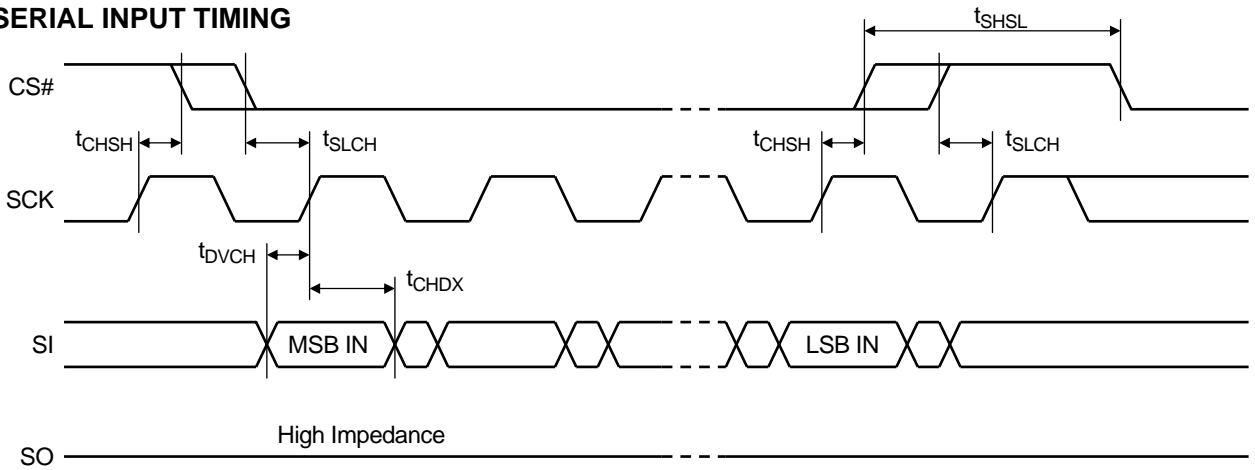 SERIAL INPUT TIMING
tSHSL
CS#
tCHSH
tSLCH
tCHSH
tSLCH
SCK
tDVCH
tCHDX
SI
MSB IN
LSB IN
High Impedance
SO